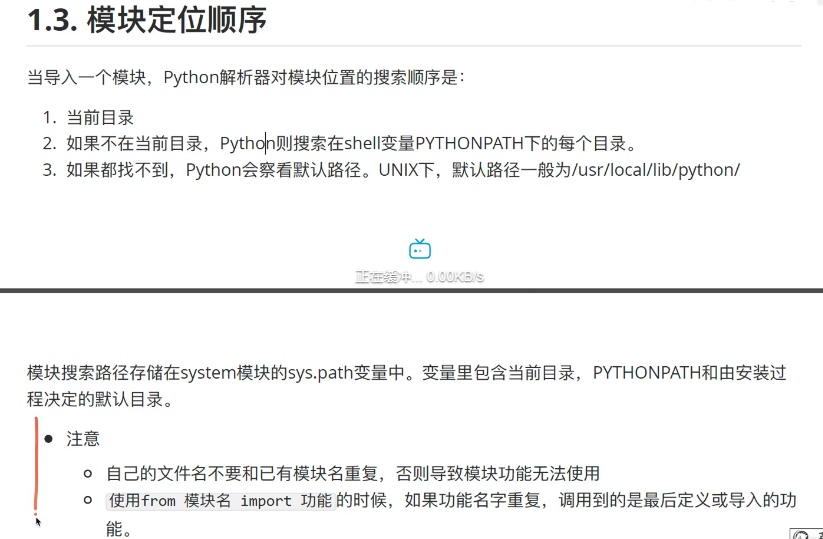 1.3. 模块定位顺序
当导入一个模块，Python解析器对模块位置的搜索顺序是：
1. 当前目录
2. 如果不在当前目录，Python则搜索在shell变量PYTHONPATH下的每个目录。
3. 如果都找不到，Python会察看默认路径。UNIX下，默认路径一般为/usr/local/lib/python/
正在缓冲... 0.00KB/s
模块搜索路径存储在system模块的sys.path变量中。变量里包含当前目录，PYTHONPATH和由安装过
程决定的默认目录。
● 注意
○ 自己的文件名不要和已有模块名重复，否则导致模块功能无法使用
○ 使用from 模块名 import 功能 的时候，如果功能名字重复，调用到的是最后定义或导入的功
能。